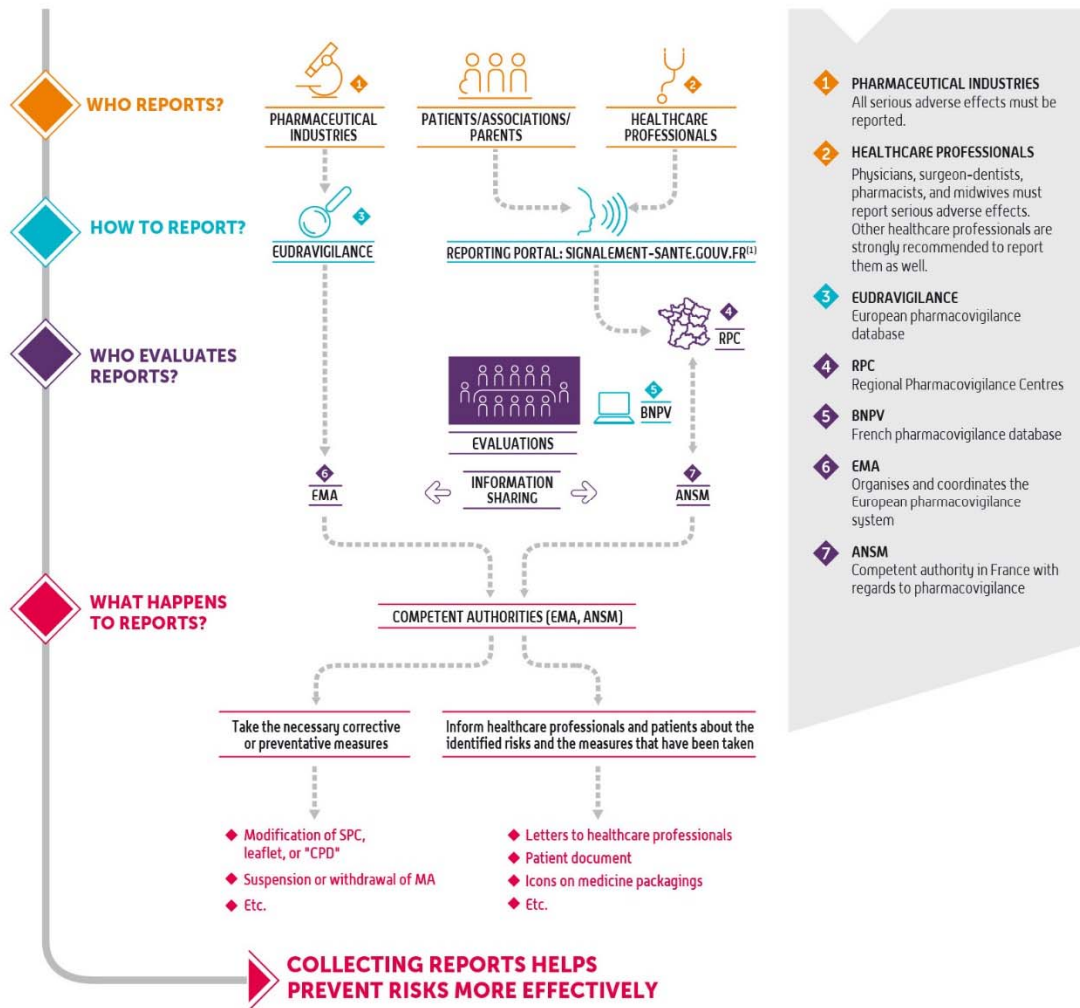 WHO REPORTS?
1
PHARMACEUTICAL
INDUSTRIES
PATIENTS/ASSOCIATIONS/
PARENTS
2
HEALTHCARE
PROFESSIONALS
HOW TO REPORT?
3
EUDRAVIGILANCE
REPORTING PORTAL: SIGNALEMENT-SANTE.GOUV.FR(1)
WHO EVALUATES
REPORTS?
4
RPC
5
BNPV
EVALUATIONS
6
EMA
INFORMATION
SHARING
7
ANSM
WHAT HAPPENS
TO REPORTS?
COMPETENT AUTHORITIES (EMA, ANSM)
Take the necessary corrective
or preventative measures
Inform healthcare professionals and patients about the
identified risks and the measures that have been taken
Modification of SPC,
leaflet, or "CPD"
Suspension or withdrawal of MA
Etc.
Letters to healthcare professionals
Patient document
Icons on medicine packagings
Etc.
COLLECTING REPORTS HELPS
PREVENT RISKS MORE EFFECTIVELY
1
PHARMACEUTICAL INDUSTRIES
All serious adverse effects must be
reported.
2
HEALTHCARE PROFESSIONALS
Physicians, surgeon-dentists,
pharmacists, and midwives must
report serious adverse effects.
Other healthcare professionals are
strongly recommended to report
them as well.
3
EUDRAVIGILANCE
European pharmacovigilance
database
4
RPC
Regional Pharmacovigilance Centres
5
BNPV
French pharmacovigilance database
6
EMA
Organises and coordinates the
European pharmacovigilance
system
7
ANSM
Competent authority in France with
regards to pharmacovigilance